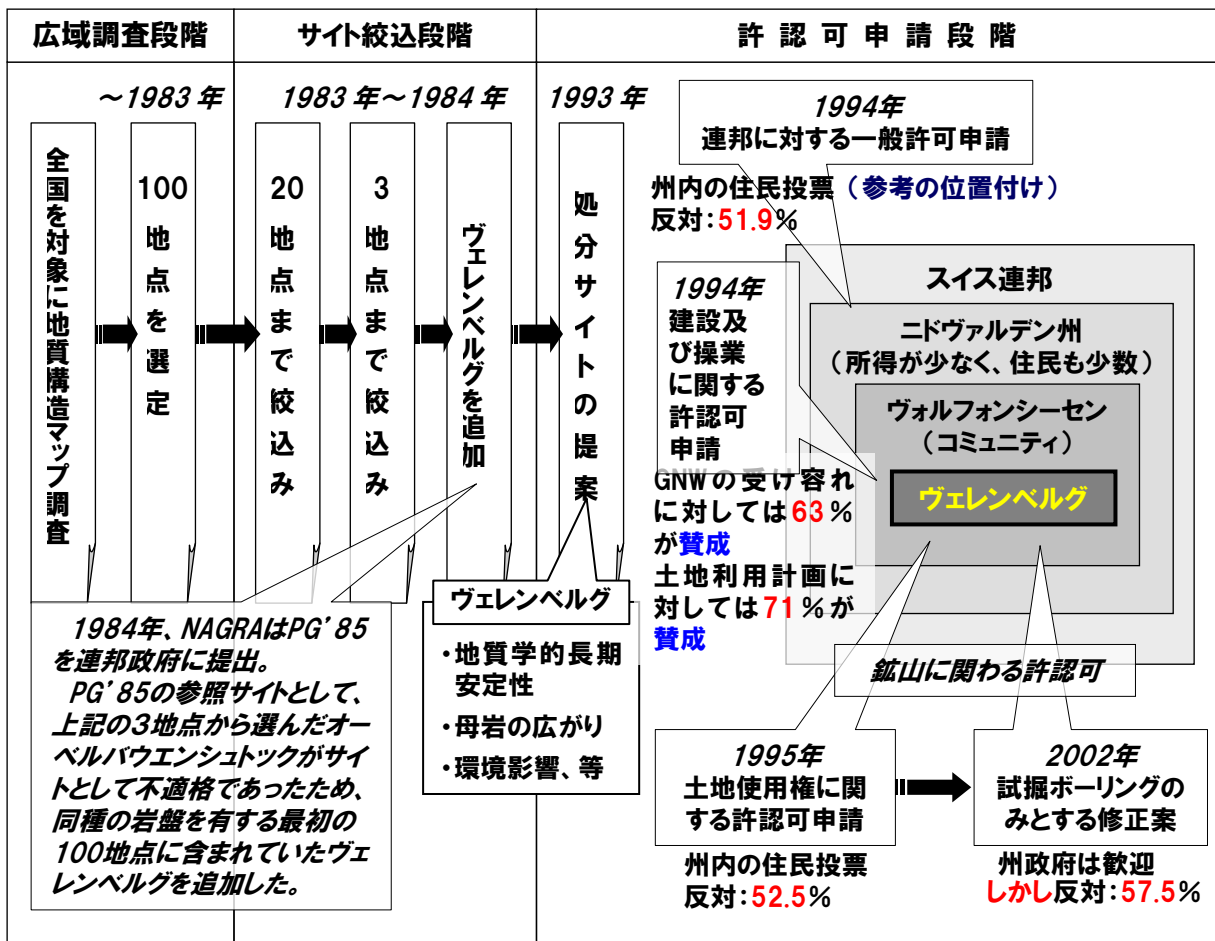 広域調査段階
サイト絞込段階
許認可申請段階
～1983年
1983年～1984年
1993年
全国を対象に地質構造マップ調査
100地点を選定
20地点まで絞込み
3地点まで絞込み
ヴェレンベルグを追加
処分サイトの提案
1984年、NAGRAはPG'85
を連邦政府に提出。
PG'85の参照サイトとして、
上記の3地点から選んだオー
ベルバウエンシュトックがサイ
トとして不適格であったため、
同種の岩盤を有する最初の
100地点に含まれていたヴェ
レンベルグを追加した。
ヴェレンベルグ
・地質学的長期
安定性
・母岩の広がり
・環境影響、等
1994年
連邦に対する一般許可申請
州内の住民投票（参考の位置付け）
反対：51.9％
1994年
建設及
び操業
に関する
許認可
申請
GNWの受け容れ
に対しては63％
が賛成
土地利用計画に
対しては71％が
賛成
スイス連邦
ニドヴァルデン州
（所得が少なく、住民も少数）
ヴォルフォンシーセン
（コミュニティ）
ヴェレンベルグ
鉱山に関わる許認可
1995年
土地使用権に関
する許認可申請
州内の住民投票
反対：52.5％
2002年
試掘ボーリングの
みとする修正案
州政府は歓迎
しかし反対：57.5％